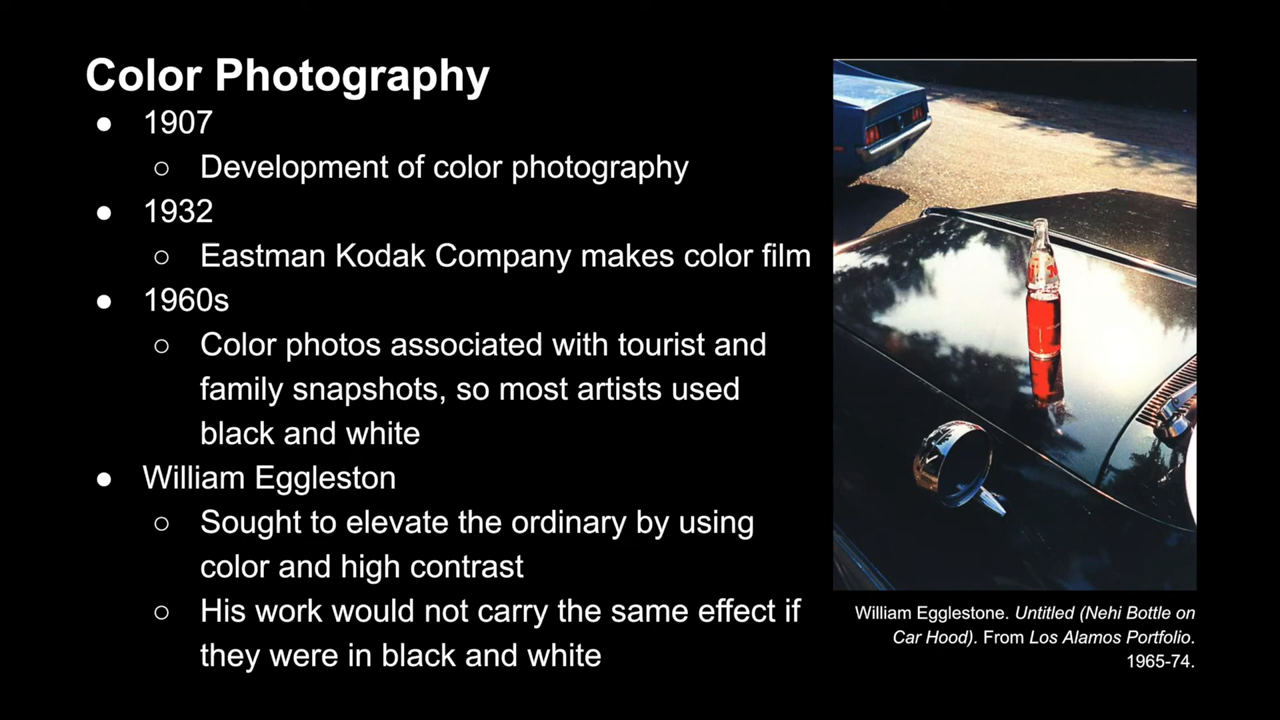 Color Photography
● 1907
○ Development of color photography
● 1932
○ Eastman Kodak Company makes color film
● 1960s
○ Color photos associated with tourist and
family snapshots, so most artists used
black and white
● William Eggleston
○ Sought to elevate the ordinary by using
color and high contrast
○ His work would not carry the same effect if
they were in black and white
William Egglestone. Untitled (Nehi Bottle on
Car Hood). From Los Alamos Portfolio.
1965-74.